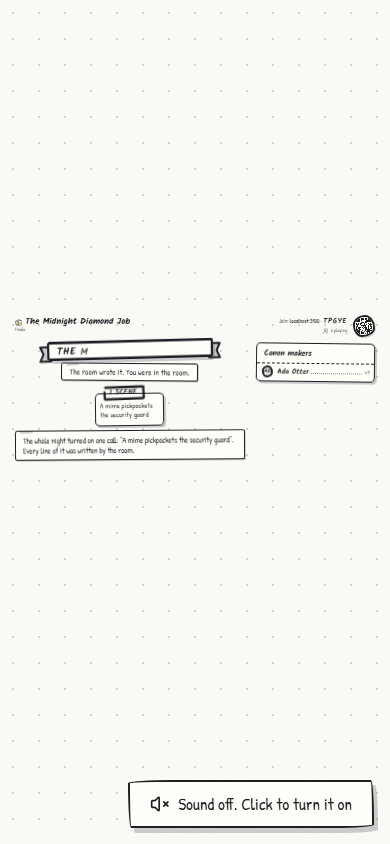 The Midnight Diamond Job
Join localhost:3100 TPGYE
THE M
The room wrote it. You were in the room.
1 SCENE
A mime pickpockets
the security guard
The whole night turned on one call: "A mime pickpockets the security guard".
Every line of it was written by the room.
Canon makers
Ada Otter
Sound off. Click to turn it on